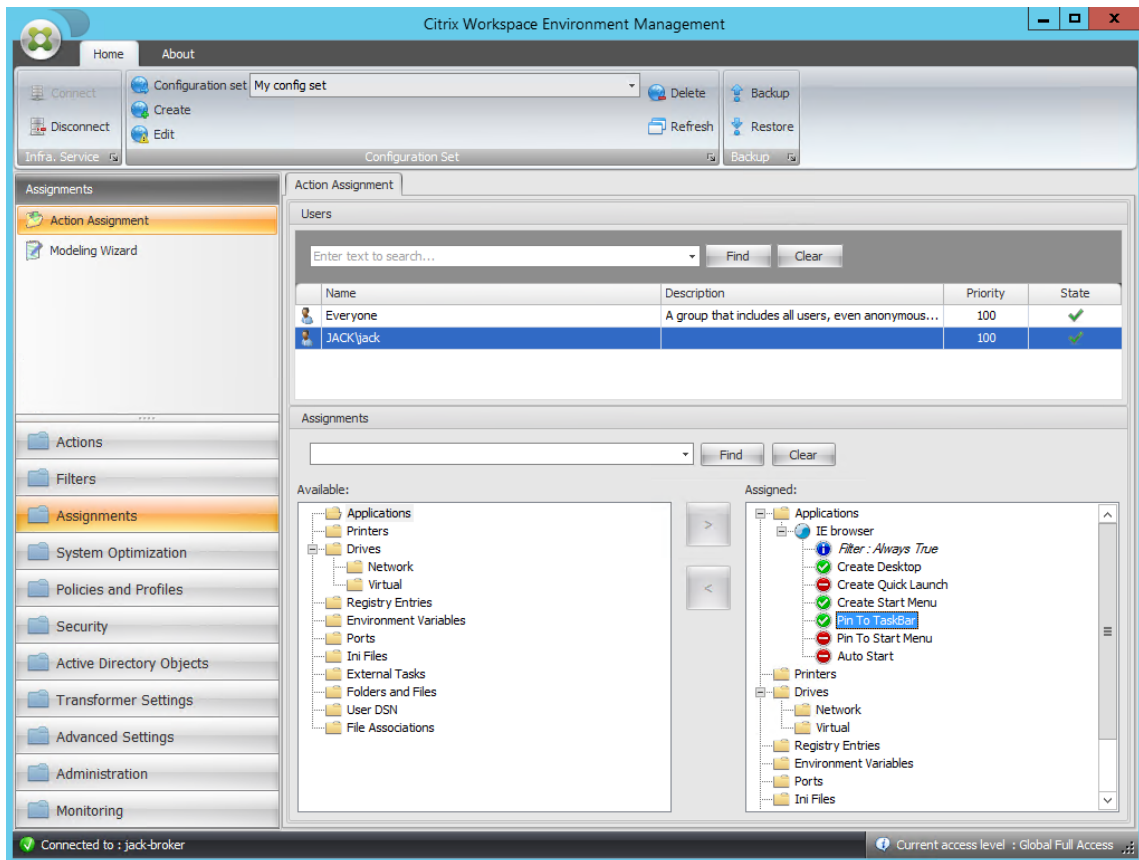 Citrix Workspace Environment Management
Home About
Connect
Disconnect
Infra. Service
Configuration set My config set
Create
Edit
Delete
Refresh
Configuration Set
Backup
Restore
Backup
Assignments
Action Assignment
Modeling Wizard
Actions
Filters
Assignments
System Optimization
Policies and Profiles
Security
Active Directory Objects
Transformer Settings
Advanced Settings
Administration
Monitoring
Action Assignment
Users
Enter text to search... Find Clear
Name Description Priority State
Everyone A group that includes all users, even anonymous... 100
JACK\jack 100
Assignments
Find Clear
Available:
Applications
Printers
Drives
Network
Virtual
Registry Entries
Environment Variables
Ports
Ini Files
External Tasks
Folders and Files
User DSN
File Associations
>
<
Assigned:
Applications
IE browser
Filter : Always True
Create Desktop
Create Quick Launch
Create Start Menu
Pin To TaskBar
Pin To Start Menu
Auto Start
Printers
Drives
Network
Virtual
Registry Entries
Environment Variables
Ports
Ini Files
Connected to : jack-broker
Current access level : Global Full Access